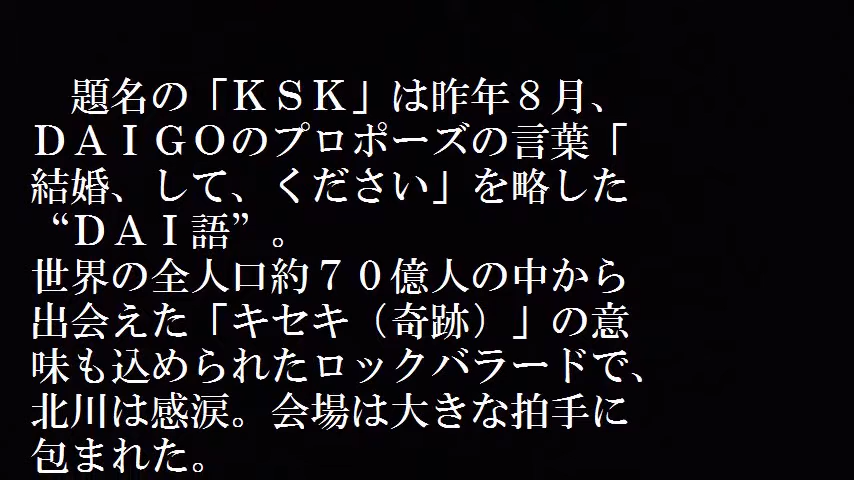 題名の「ＫＳＫ」は昨年８月、
ＤＡＩＧＯのプロポーズの言葉「
結婚、して、ください」を略した
“ＤＡＩ語”。
世界の全人口約７０億人の中から
出会えた「キセキ（奇跡）」の意
味も込められたロックバラードで、
北川は感涙。会場は大きな拍手に
包まれた。